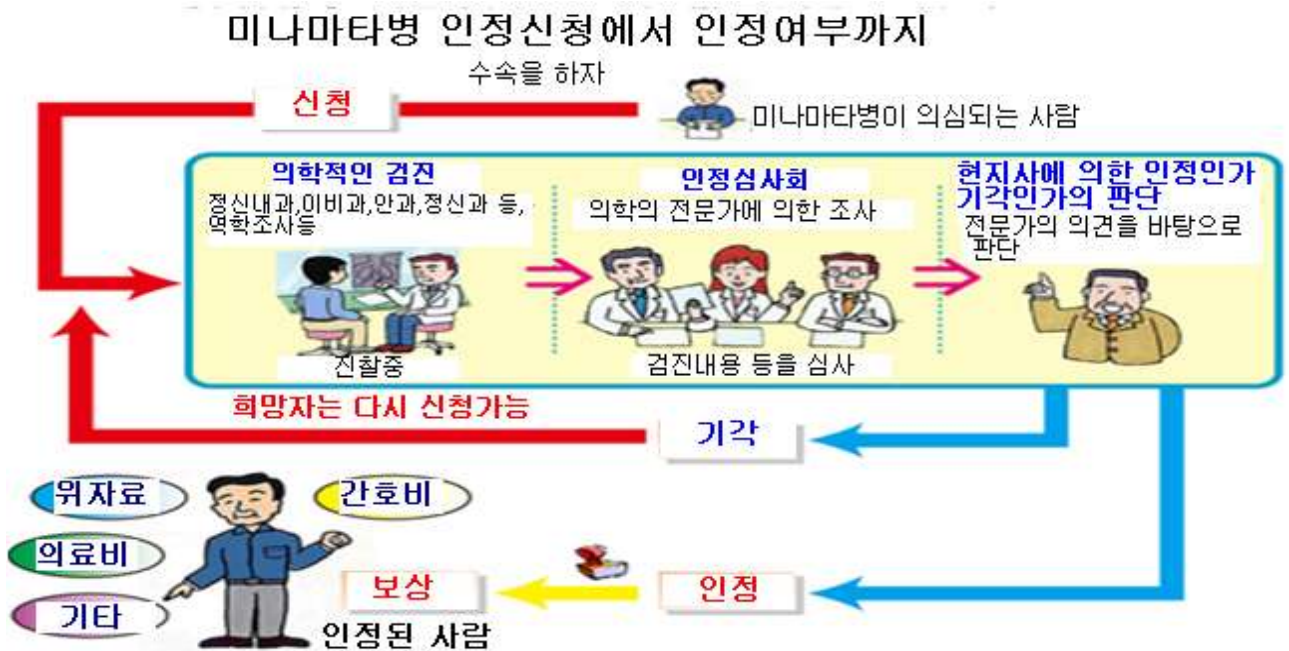 미나마타병 인정신청에서 인정여부까지
수속을 하자
신청
미나마타병이 의심되는 사람
의학적인 검진
정신내과,이비과,안과,정신과 등,
역학조사등
진찰중
인정심사회
의학의 전문가에 의한 조사
검진내용 등을 심사
현지사에 의한 인정인가
기각인가의 판단
전문가의 의견을 바탕으로
판단
희망자는 다시 신청가능
기각
위자료
간호비
의료비
기타
보상
인정
인정된 사람